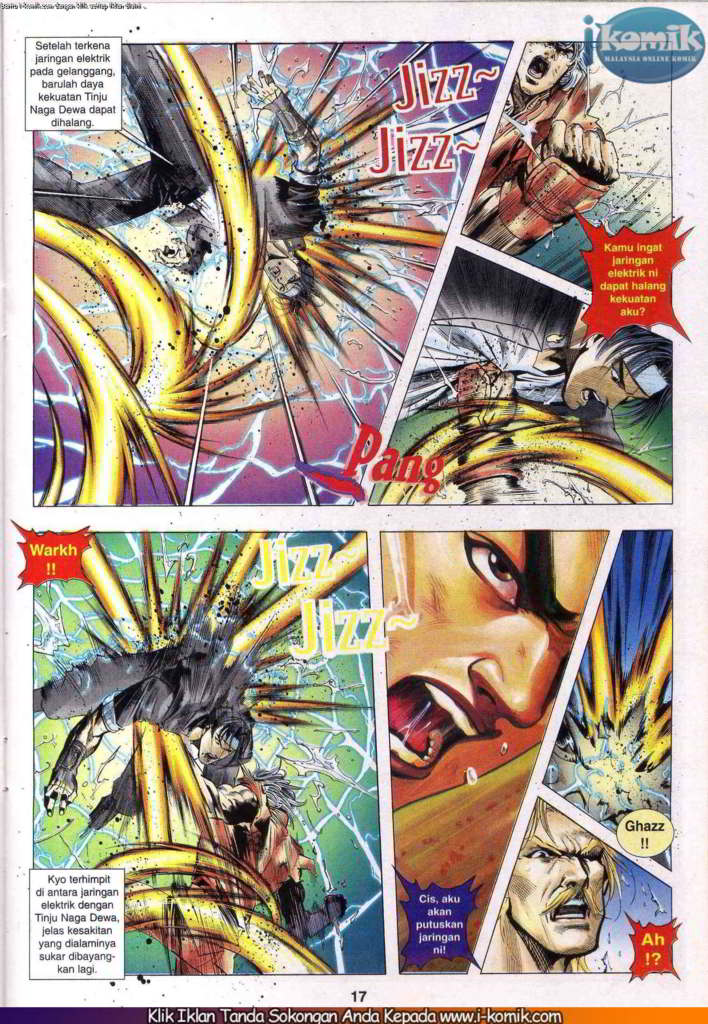 i komik
MALAYSIA ONLINE KOMIK
Setelah terkena
jaringan elektrik
pada gelanggang,
barulah daya
kekuatan Tinju
Naga Dewa dapat
dihalang.
Jizz~
Jizz~
Kamu ingat
jaringan
elektrik ni
dapat halang
kekuatan
aku?
Pang
Warkh
!!
Jizz~
Jizz~
Kyo terhimpit
di antara jaringan
elektrik dengan
Tinju Naga Dewa,
jelas kesakitan
yang dialaminya
sukar dibayang-
kan lagi.
Cis, aku
akan
putuskan
jaringan
ni!
Ghazz
!!
Ah
!?
17
Klik Iklan Tanda Sokongan Anda Kepada www.i-komik.com